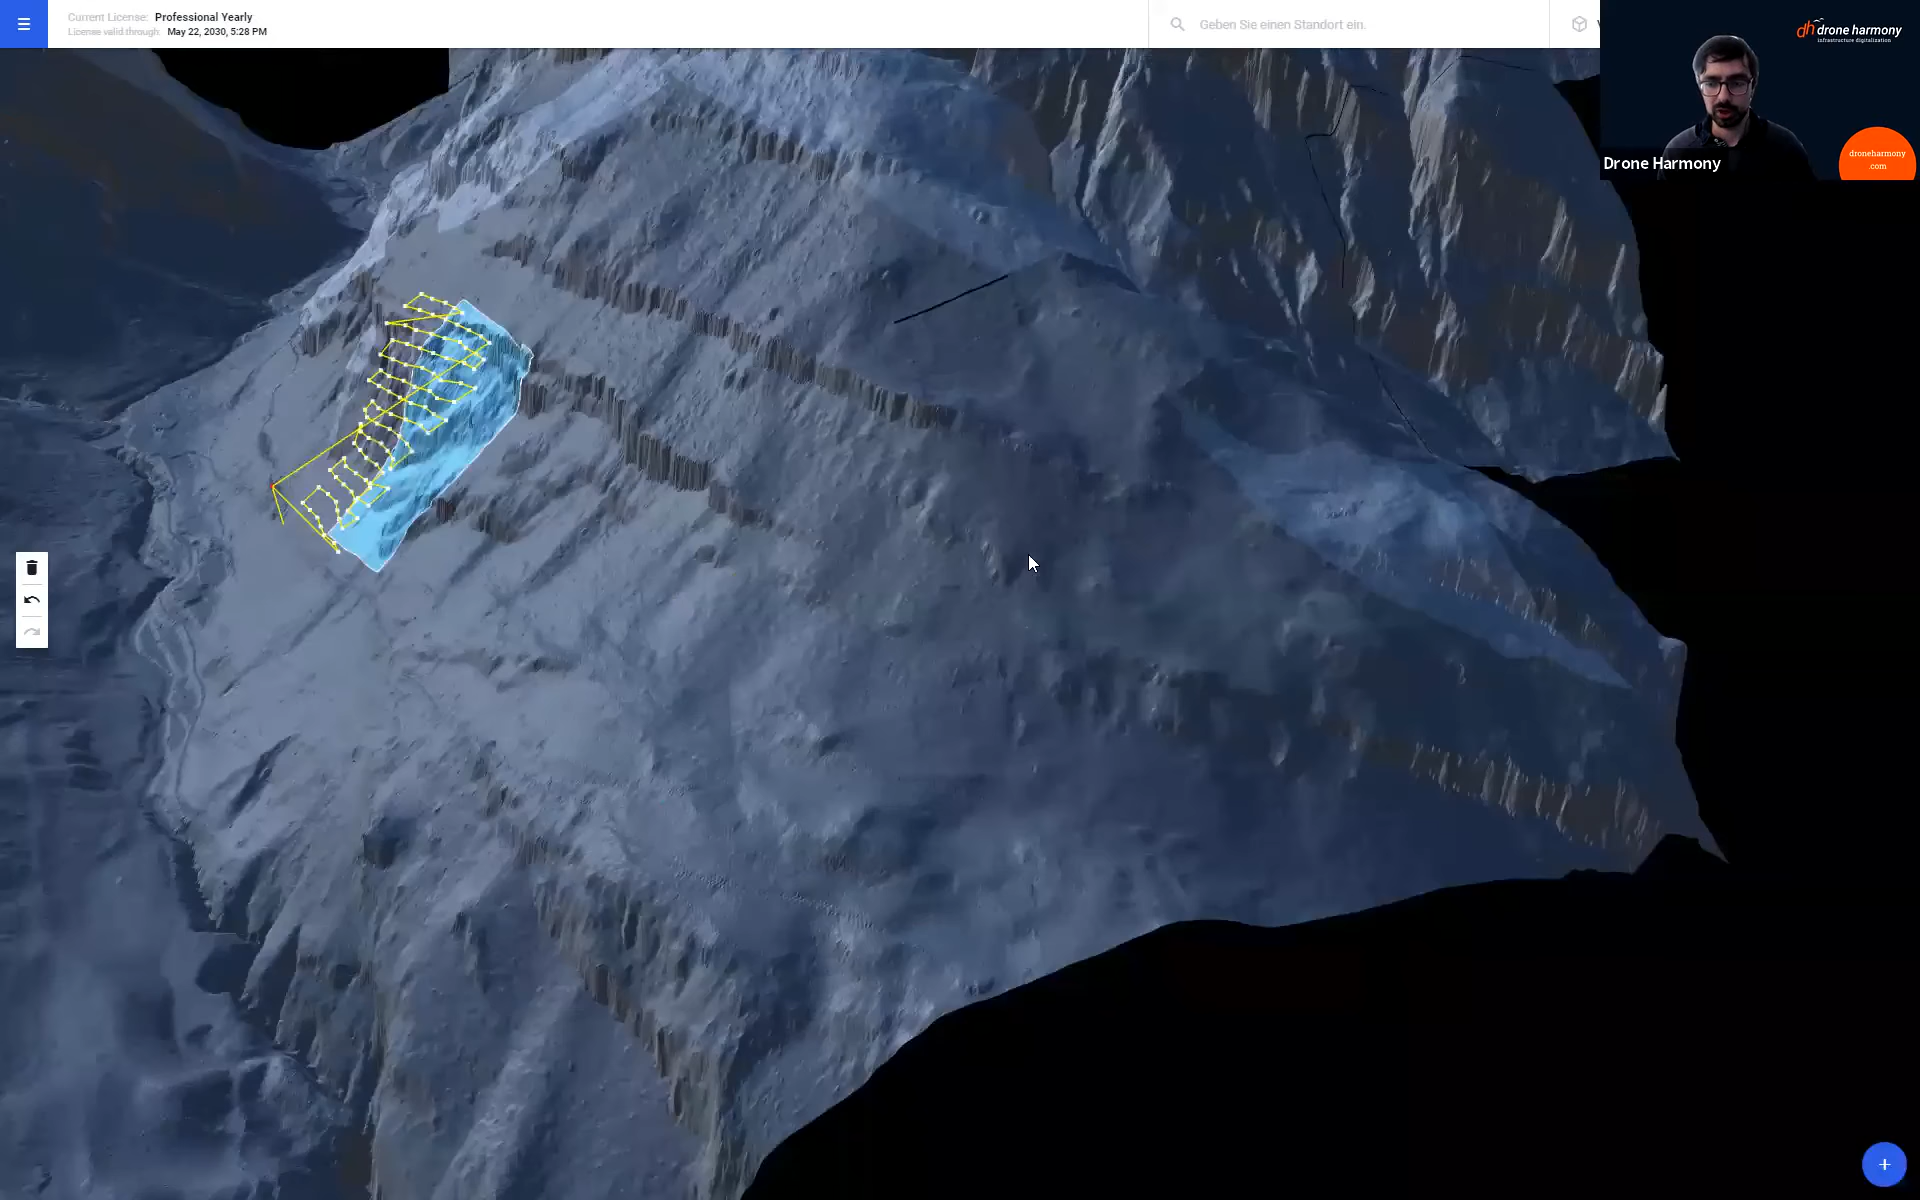 Current License: Professional Yearly
License valid through: May 22, 2030, 5:28 PM
Geben Sie einen Standort ein.
dh drone harmony
infrastructure digitalization
droneharmony
.com
Drone Harmony